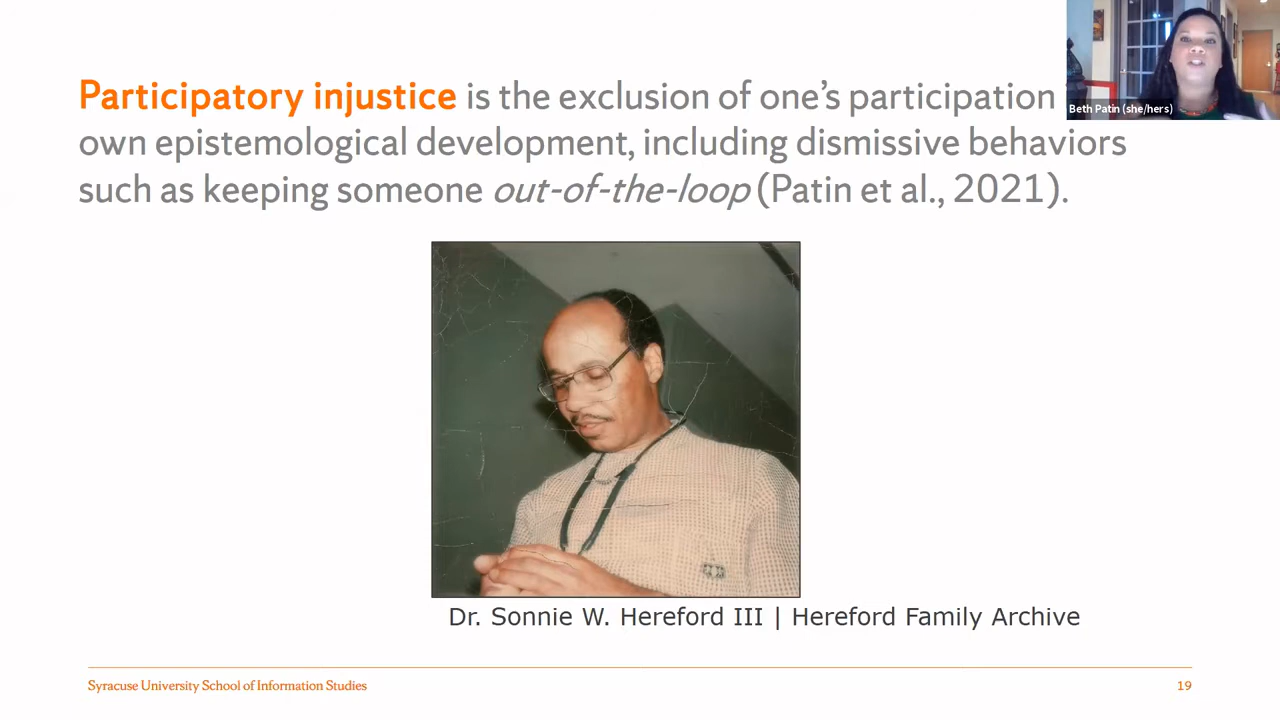 Participatory injustice is the exclusion of one's participation
own epistemological development, including dismissive behaviors
such as keeping someone out-of-the-loop (Patin et al., 2021).
Beth Patin (she/hers)
Dr. Sonnie W. Hereford III | Hereford Family Archive
Syracuse University School of Information Studies
19